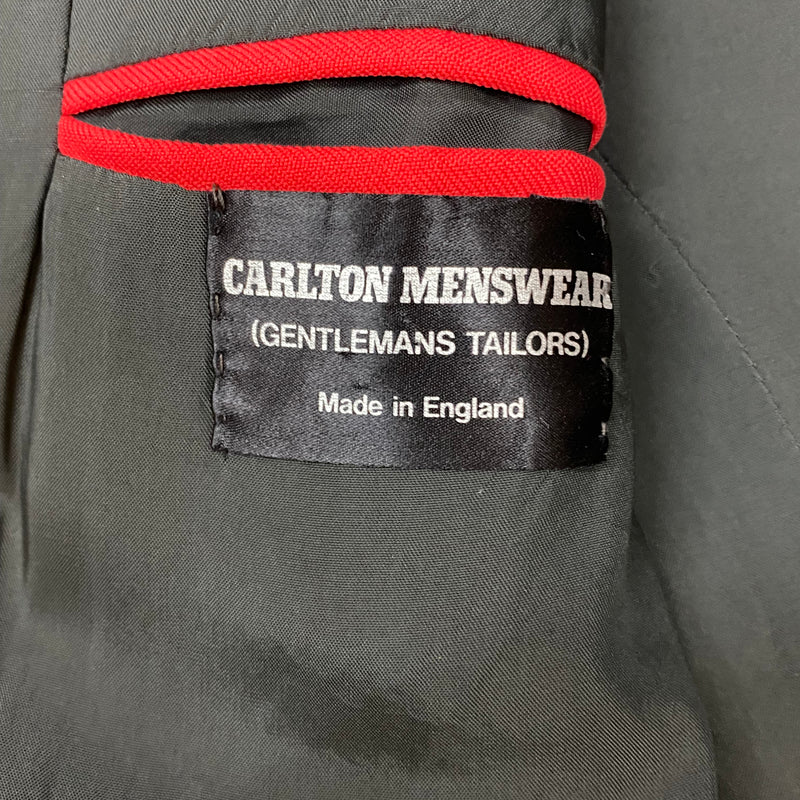 CARLTON MENSWEAR
(GENTLEMANS TAILORS)
Made in England